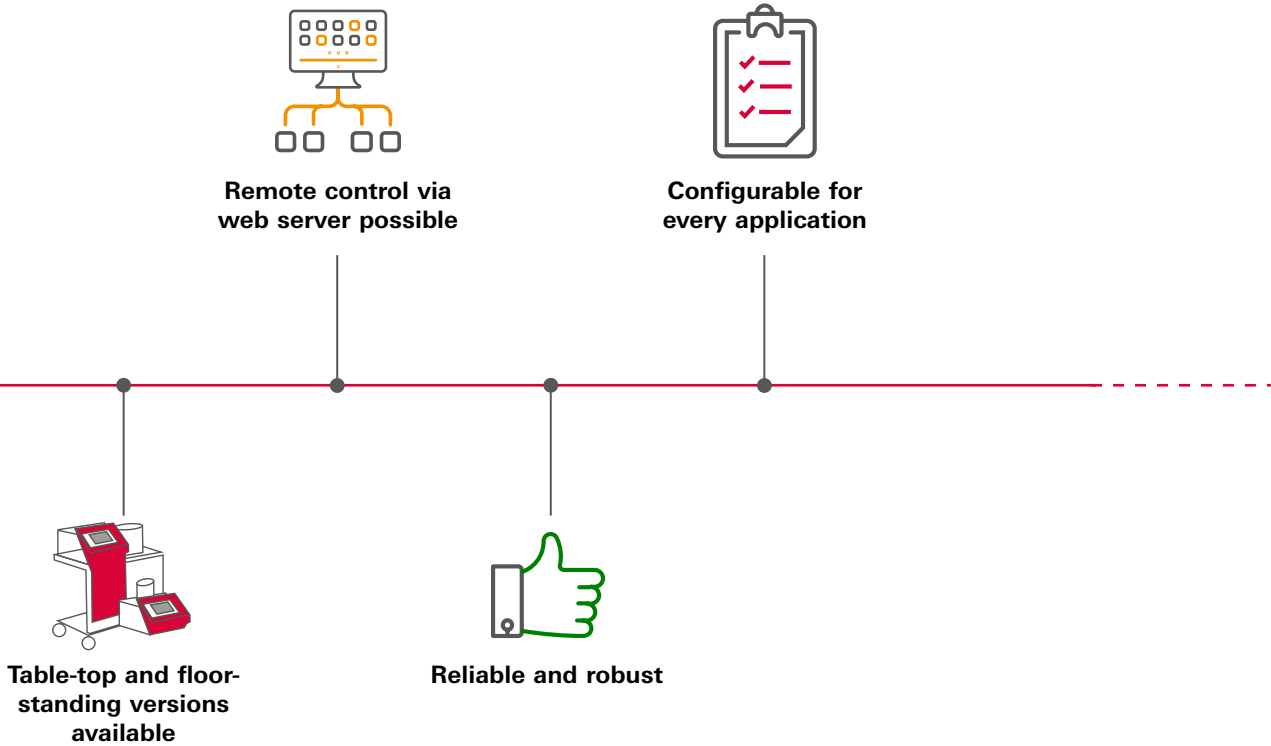 Remote control via
web server possible
Configurable for
every application
Table-top and floor-
standing versions
available
Reliable and robust